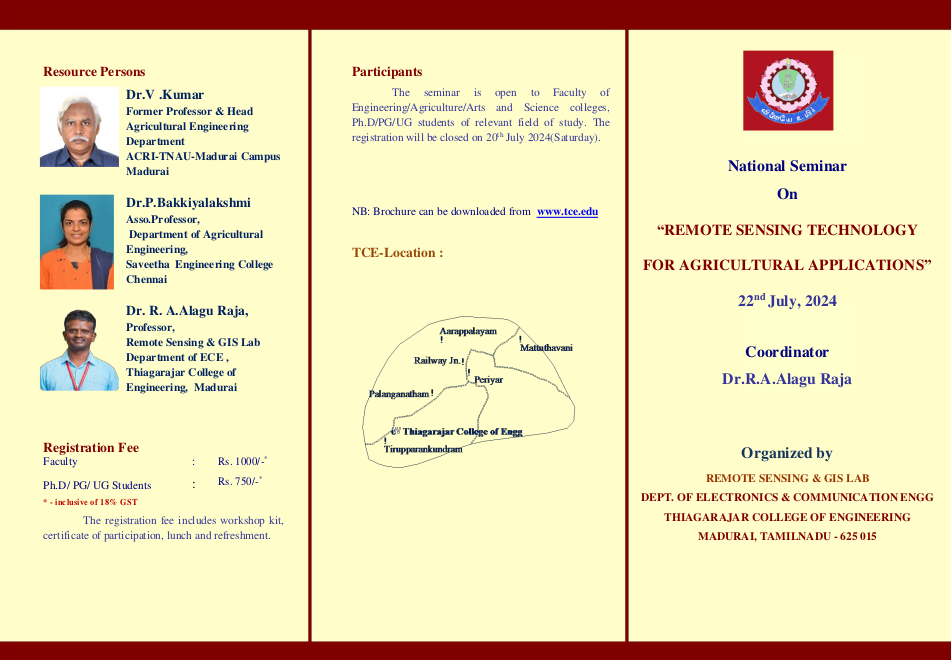 Resource Persons
Dr.V .Kumar
Former Professor & Head
Agricultural Engineering
Department
ACRI-TNAU-Madurai Campus
Madurai
Dr.P.Bakkiyalakshmi
Asso.Professor,
Department of Agricultural
Engineering,
Saveetha Engineering College
Chennai
Dr. R. A.Alagu Raja,
Professor,
Remote Sensing & GIS Lab
Department of ECE ,
Thiagarajar College of
Engineering, Madurai
Registration Fee
Faculty : Rs. 1000/-*
Ph.D/ PG/ UG Students : Rs. 750/-*
* - inclusive of 18% GST
The registration fee includes workshop kit,
certificate of participation, lunch and refreshment.
Participants
The seminar is open to Faculty of
Engineering/Agriculture/Arts and Science colleges,
Ph.D/PG/UG students of relevant field of study. The
registration will be closed on 20th July 2024(Saturday).
NB: Brochure can be downloaded from www.tce.edu
TCE-Location :
Aarappalayam
Mattuthavani
Railway Jn.
Periyar
Palanganatham
Thiagarajar College of Engg
Tirupparankundram
National Seminar
On
“REMOTE SENSING TECHNOLOGY
FOR AGRICULTURAL APPLICATIONS”
22nd July, 2024
Coordinator
Dr.R.A.Alagu Raja
Organized by
REMOTE SENSING & GIS LAB
DEPT. OF ELECTRONICS & COMMUNICATION ENGG
THIAGARAJAR COLLEGE OF ENGINEERING
MADURAI, TAMILNADU - 625 015